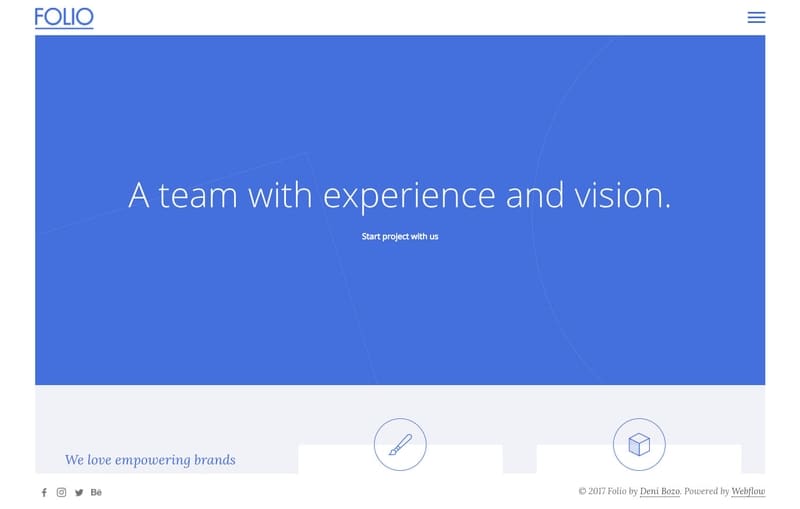 FOLIO
A team with experience and vision.
Start project with us
We love empowering brands
Bē
© 2017 Folio by Deni Bozo. Powered by Webflow